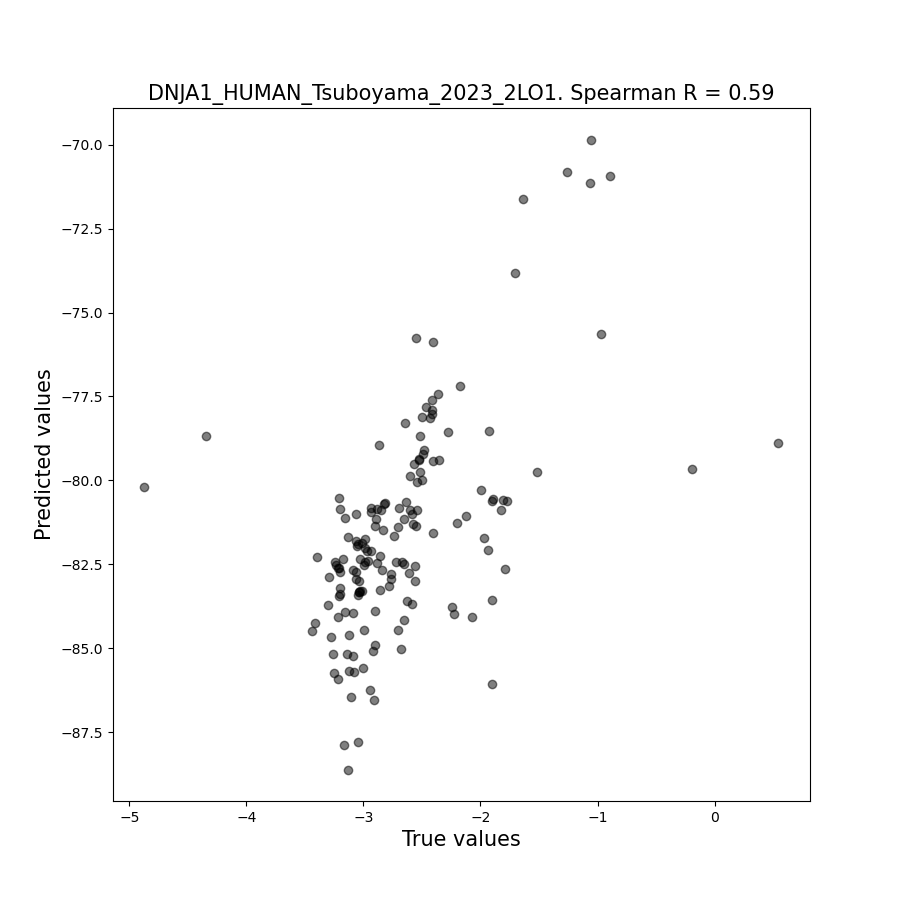 DNJA1_HUMAN_Tsuboyama_2023_2LO1. Spearman R = 0.59
−70.0
−72.5
−75.0
−77.5
−80.0
−82.5
−85.0
−87.5
Predicted values
−5 −4 −3 −2 −1 0
True values